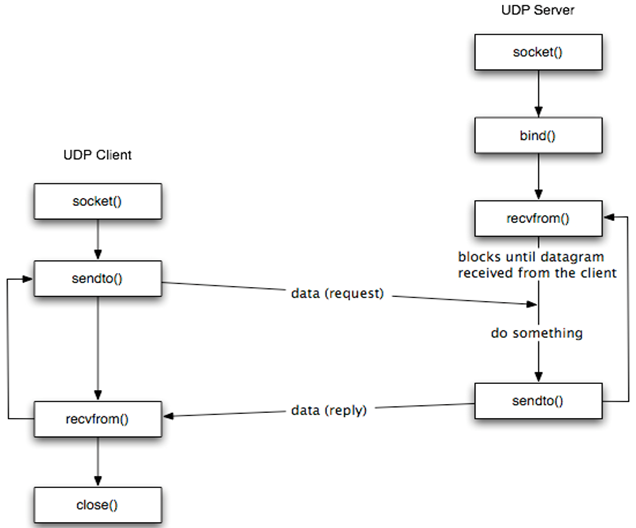 UDP Server
socket()
bind()
UDP Client
socket()
recvfrom()
blocks until datagram
received from the client
sendto()
data (request)
do something
sendto()
data (reply)
recvfrom()
close()